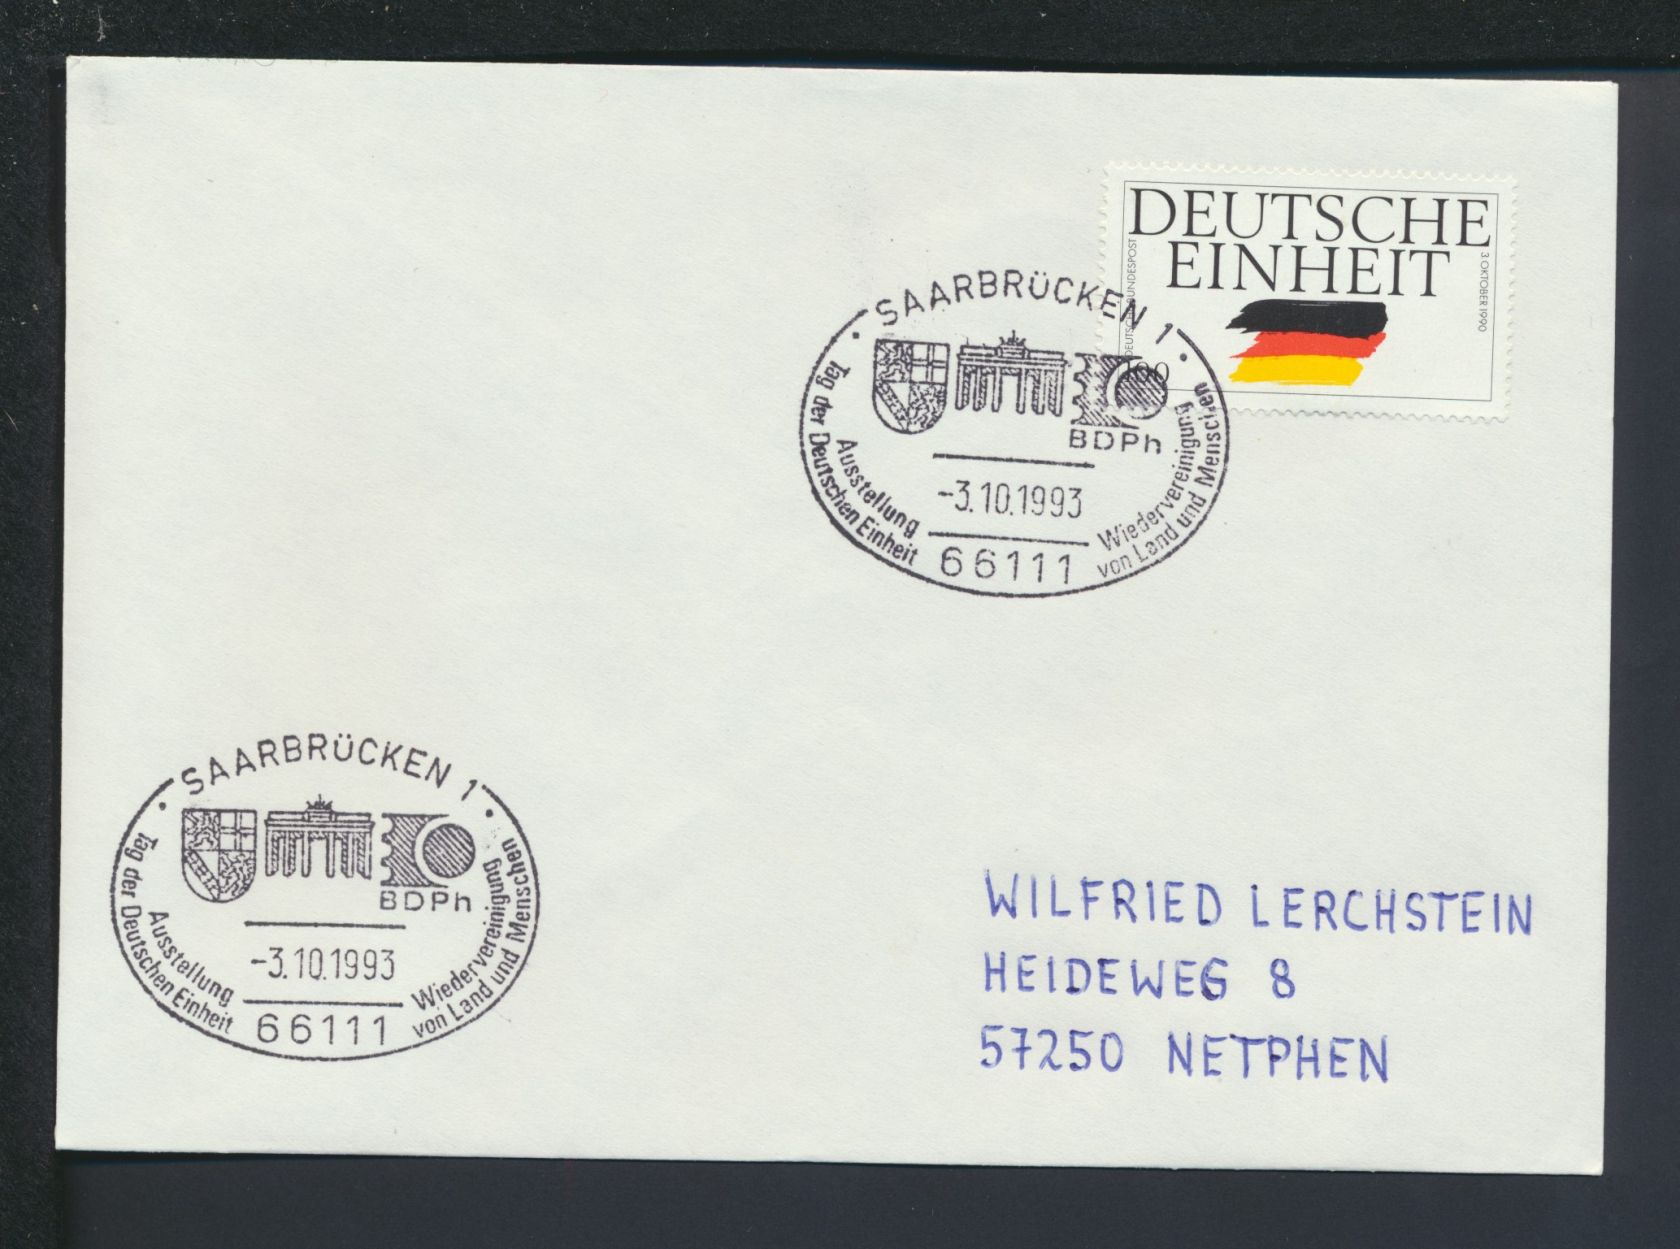 DEUTSCHE
EINHEIT
DEUTSCHE BUNDESPOST
3. OKTOBER 1990
100
SAARBRÜCKEN 1
BDPh
Tag der Deutschen Einheit
Ausstellung
Wiedervereinigung
von Land und Menschen
-3.10.1993
66111
SAARBRÜCKEN 1
BDPh
Tag der Deutschen Einheit
Ausstellung
Wiedervereinigung
von Land und Menschen
-3.10.1993
66111
WILFRIED LERCHSTEIN
HEIDEWEG 8
57250 NETPHEN